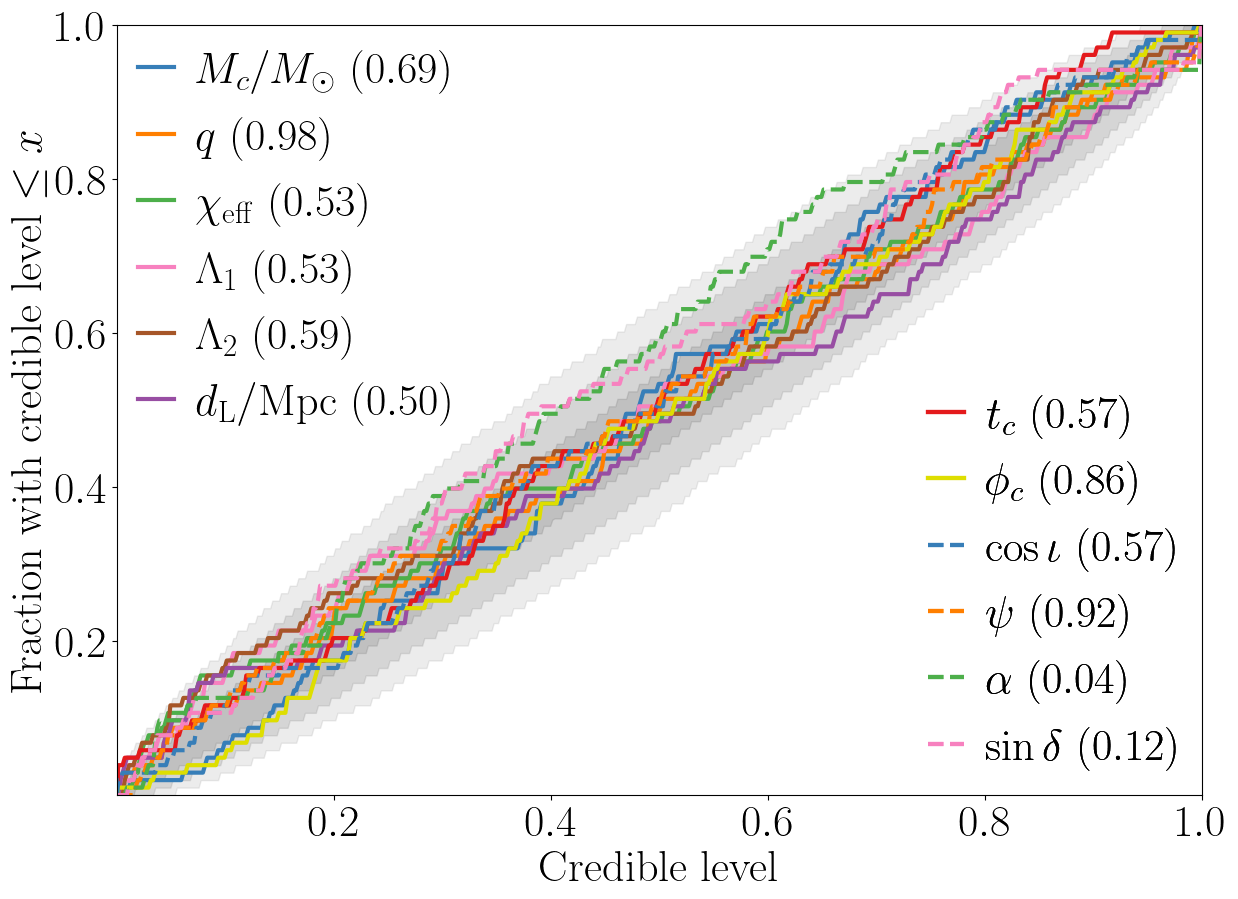 1.0
0.8
0.6
0.4
0.2
Fraction with credible level ≤ x
M_c/M_⊙ (0.69)
q (0.98)
χ_eff (0.53)
Λ_1 (0.53)
Λ_2 (0.59)
d_L/Mpc (0.50)
t_c (0.57)
ϕ_c (0.86)
cos ι (0.57)
ψ (0.92)
α (0.04)
sin δ (0.12)
0.2 0.4 0.6 0.8 1.0
Credible level